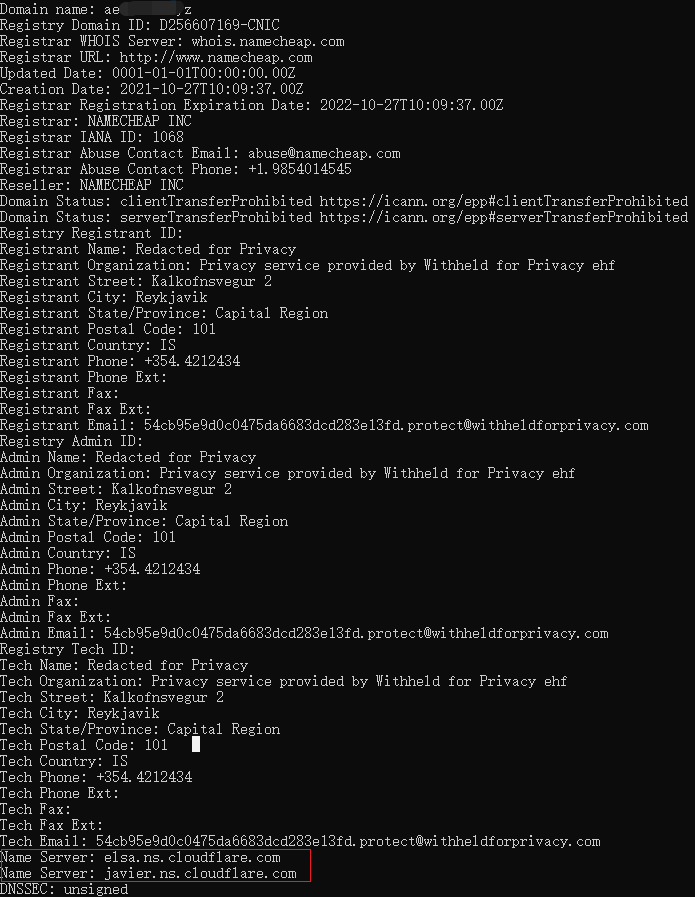 Domain name: ae z
Registry Domain ID: D256607169-CNIC
Registrar WHOIS Server: whois.namecheap.com
Registrar URL: http://www.namecheap.com
Updated Date: 0001-01-01T00:00:00.00Z
Creation Date: 2021-10-27T10:09:37.00Z
Registrar Registration Expiration Date: 2022-10-27T10:09:37.00Z
Registrar: NAMECHEAP INC
Registrar IANA ID: 1068
Registrar Abuse Contact Email: abuse@namecheap.com
Registrar Abuse Contact Phone: +1.9854014545
Reseller: NAMECHEAP INC
Domain Status: clientTransferProhibited https://icann.org/epp#clientTransferProhibited
Domain Status: serverTransferProhibited https://icann.org/epp#serverTransferProhibited
Registry Registrant ID:
Registrant Name: Redacted for Privacy
Registrant Organization: Privacy service provided by Withheld for Privacy ehf
Registrant Street: Kalkofnsvegur 2
Registrant City: Reykjavik
Registrant State/Province: Capital Region
Registrant Postal Code: 101
Registrant Country: IS
Registrant Phone: +354.4212434
Registrant Phone Ext:
Registrant Fax:
Registrant Fax Ext:
Registrant Email: 54cb95e9d0c0475da6683dcd283e13fd.protect@withheldforprivacy.com
Registry Admin ID:
Admin Name: Redacted for Privacy
Admin Organization: Privacy service provided by Withheld for Privacy ehf
Admin Street: Kalkofnsvegur 2
Admin City: Reykjavik
Admin State/Province: Capital Region
Admin Postal Code: 101
Admin Country: IS
Admin Phone: +354.4212434
Admin Phone Ext:
Admin Fax:
Admin Fax Ext:
Admin Email: 54cb95e9d0c0475da6683dcd283e13fd.protect@withheldforprivacy.com
Registry Tech ID:
Tech Name: Redacted for Privacy
Tech Organization: Privacy service provided by Withheld for Privacy ehf
Tech Street: Kalkofnsvegur 2
Tech City: Reykjavik
Tech State/Province: Capital Region
Tech Postal Code: 101
Tech Country: IS
Tech Phone: +354.4212434
Tech Phone Ext:
Tech Fax:
Tech Fax Ext:
Tech Email: 54cb95e9d0c0475da6683dcd283e13fd.protect@withheldforprivacy.com
Name Server: elsa.ns.cloudflare.com
Name Server: javier.ns.cloudflare.com
DNSSEC: unsigned